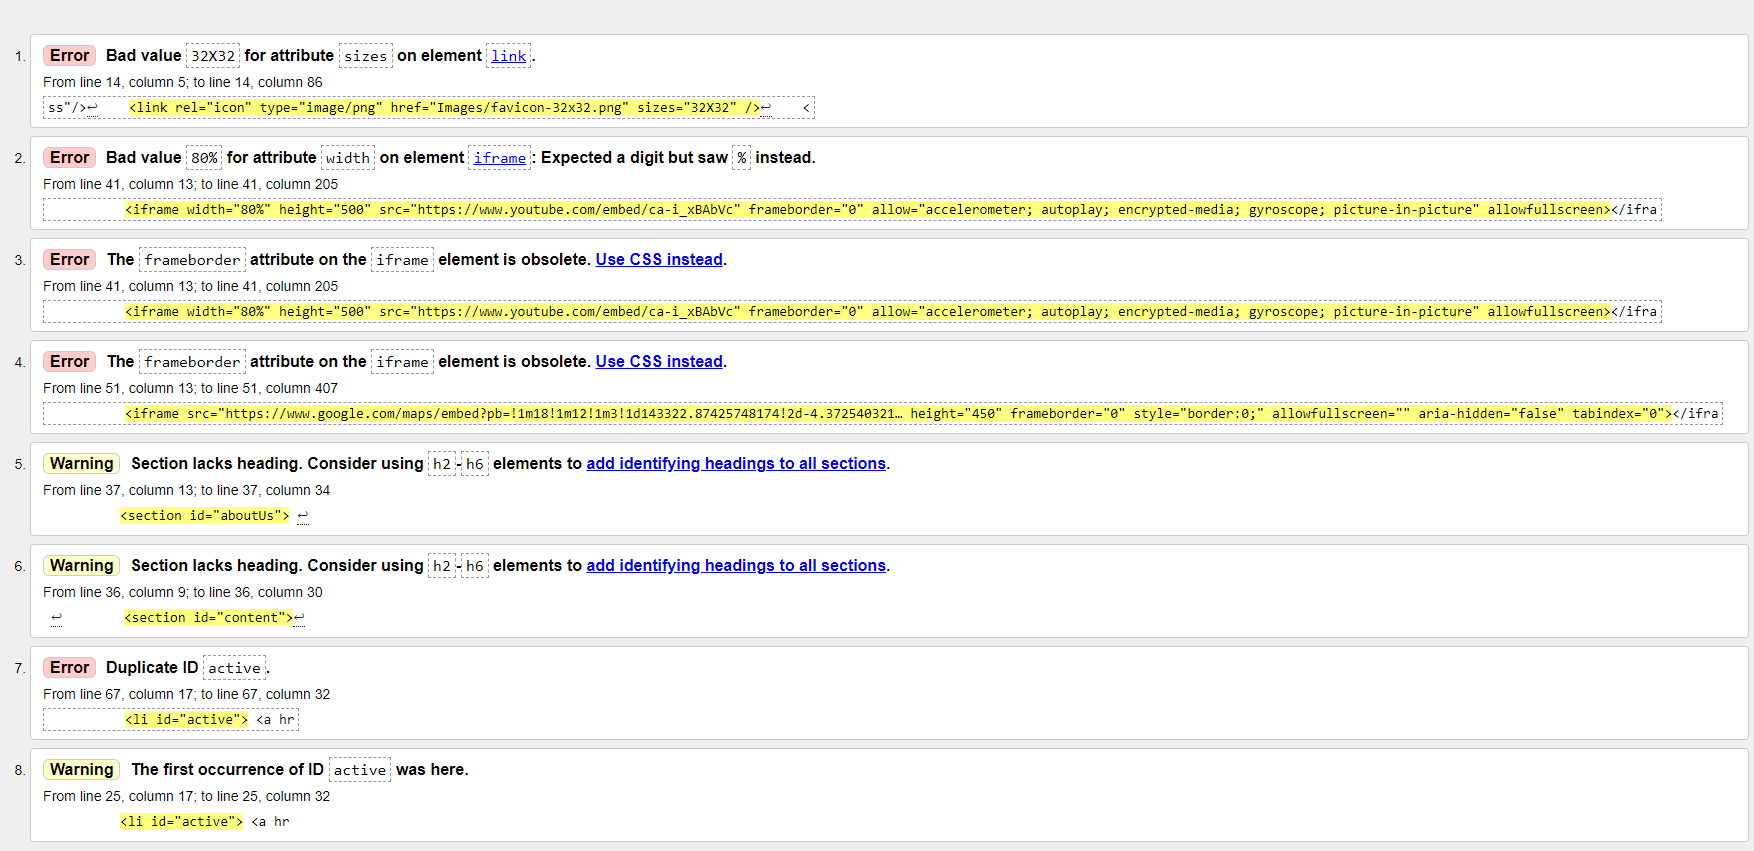 1. Error Bad value 32X32 for attribute sizes on element link.
From line 14, column 5; to line 14, column 86
ss"/>↩    <link rel="icon" type="image/png" href="Images/favicon-32x32.png" sizes="32X32" />↩    <
2. Error Bad value 80% for attribute width on element iframe: Expected a digit but saw % instead.
From line 41, column 13; to line 41, column 205
<iframe width="80%" height="500" src="https://www.youtube.com/embed/ca-i_xBAbVc" frameborder="0" allow="accelerometer; autoplay; encrypted-media; gyroscope; picture-in-picture" allowfullscreen></ifra
3. Error The frameborder attribute on the iframe element is obsolete. Use CSS instead.
From line 41, column 13; to line 41, column 205
<iframe width="80%" height="500" src="https://www.youtube.com/embed/ca-i_xBAbVc" frameborder="0" allow="accelerometer; autoplay; encrypted-media; gyroscope; picture-in-picture" allowfullscreen></ifra
4. Error The frameborder attribute on the iframe element is obsolete. Use CSS instead.
From line 51, column 13; to line 51, column 407
<iframe src="https://www.google.com/maps/embed?pb=!1m18!1m12!1m3!1d143322.87425748174!2d-4.372540321… height="450" frameborder="0" style="border:0;" allowfullscreen="" aria-hidden="false" tabindex="0"></ifra
5. Warning Section lacks heading. Consider using h2-h6 elements to add identifying headings to all sections.
From line 37, column 13; to line 37, column 34
<section id="aboutUs"> ↩
6. Warning Section lacks heading. Consider using h2-h6 elements to add identifying headings to all sections.
From line 36, column 9; to line 36, column 30
↩        <section id="content">↩
7. Error Duplicate ID active.
From line 67, column 17; to line 67, column 32
<li id="active"> <a hr
8. Warning The first occurrence of ID active was here.
From line 25, column 17; to line 25, column 32
<li id="active"> <a hr